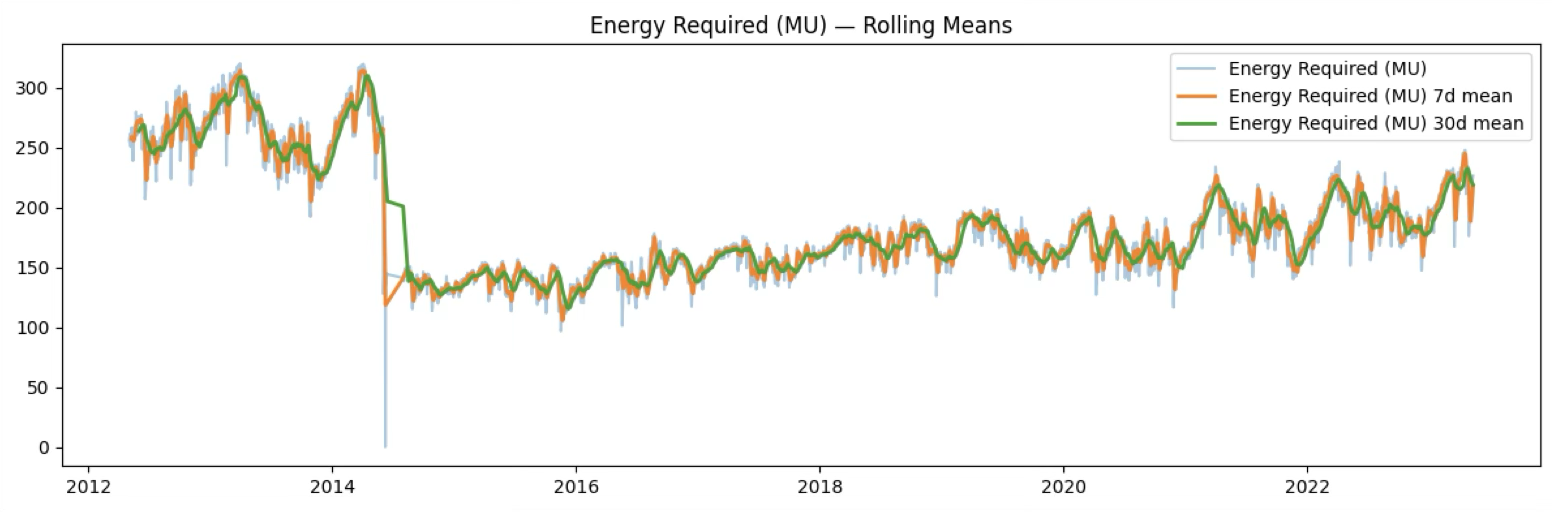 Energy Required (MU) — Rolling Means
Energy Required (MU)
Energy Required (MU) 7d mean
Energy Required (MU) 30d mean
300
250
200
150
100
50
0
2012 2014 2016 2018 2020 2022